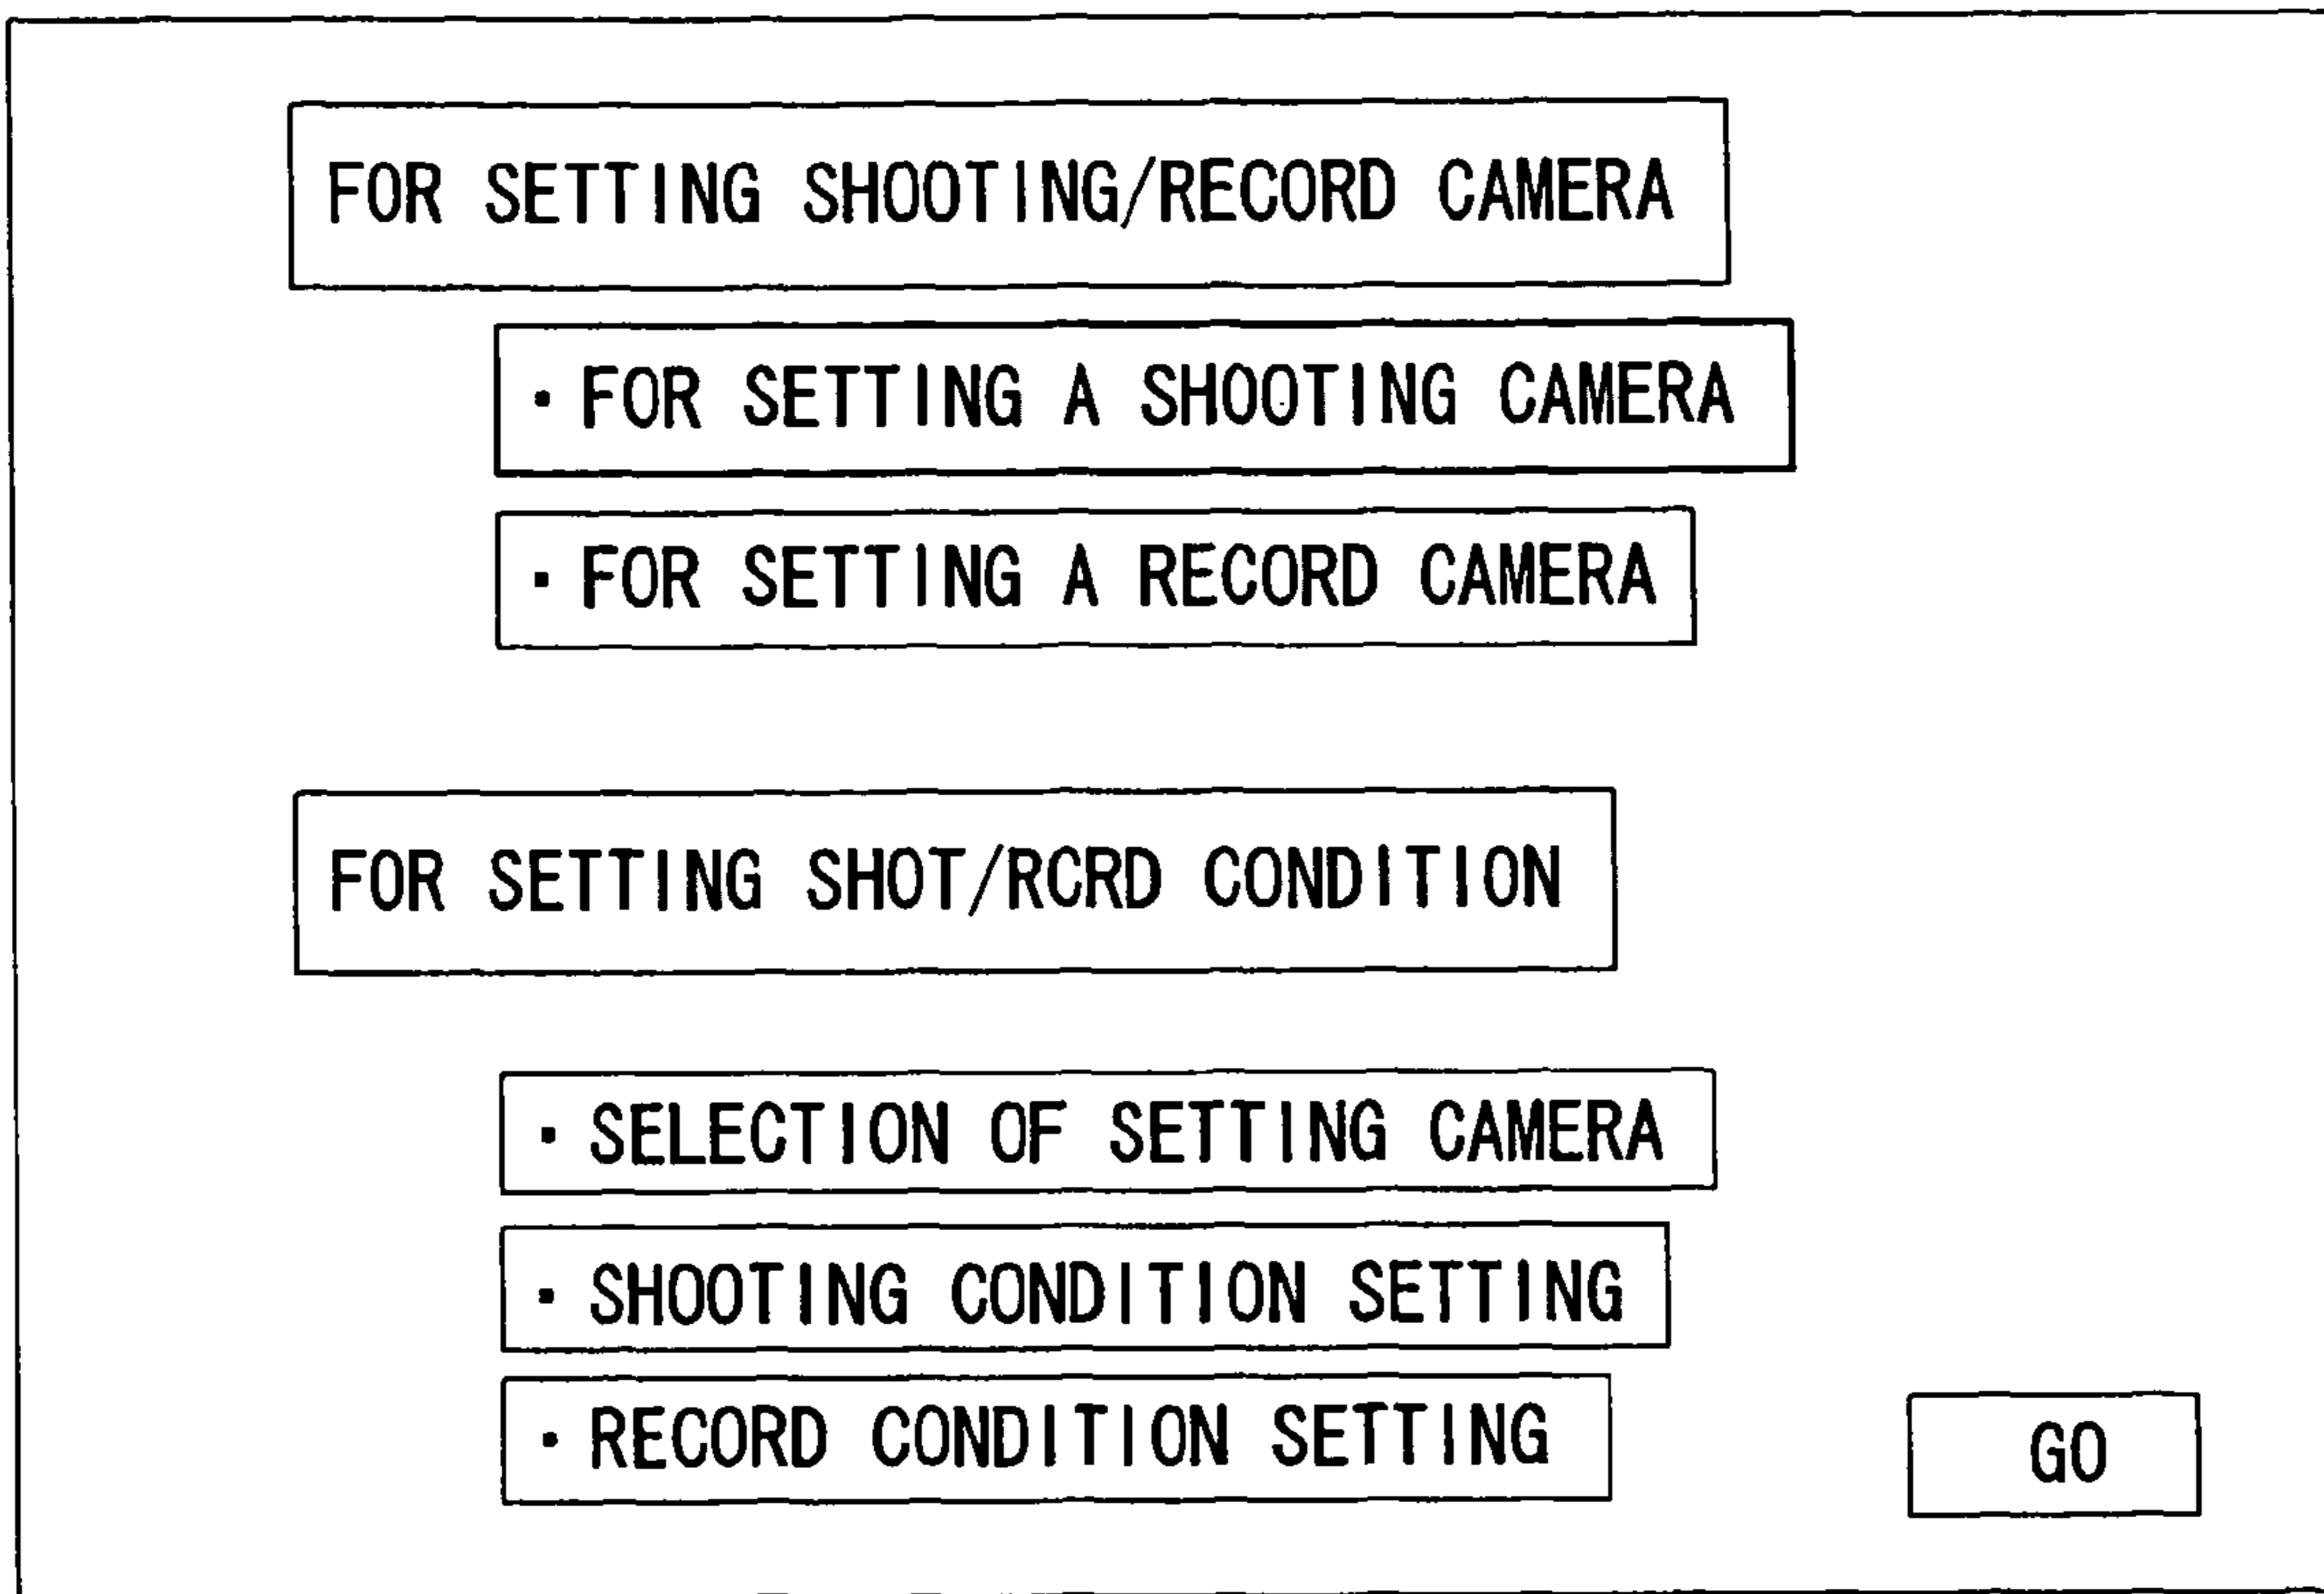 FOR SETTING SHOOTING/RECORD CAMERA
・FOR SETTING A SHOOTING CAMERA
・FOR SETTING A RECORD CAMERA
FOR SETTING SHOT/RCRD CONDITION
・SELECTION OF SETTING CAMERA
・SHOOTING CONDITION SETTING
・RECORD CONDITION SETTING
GO